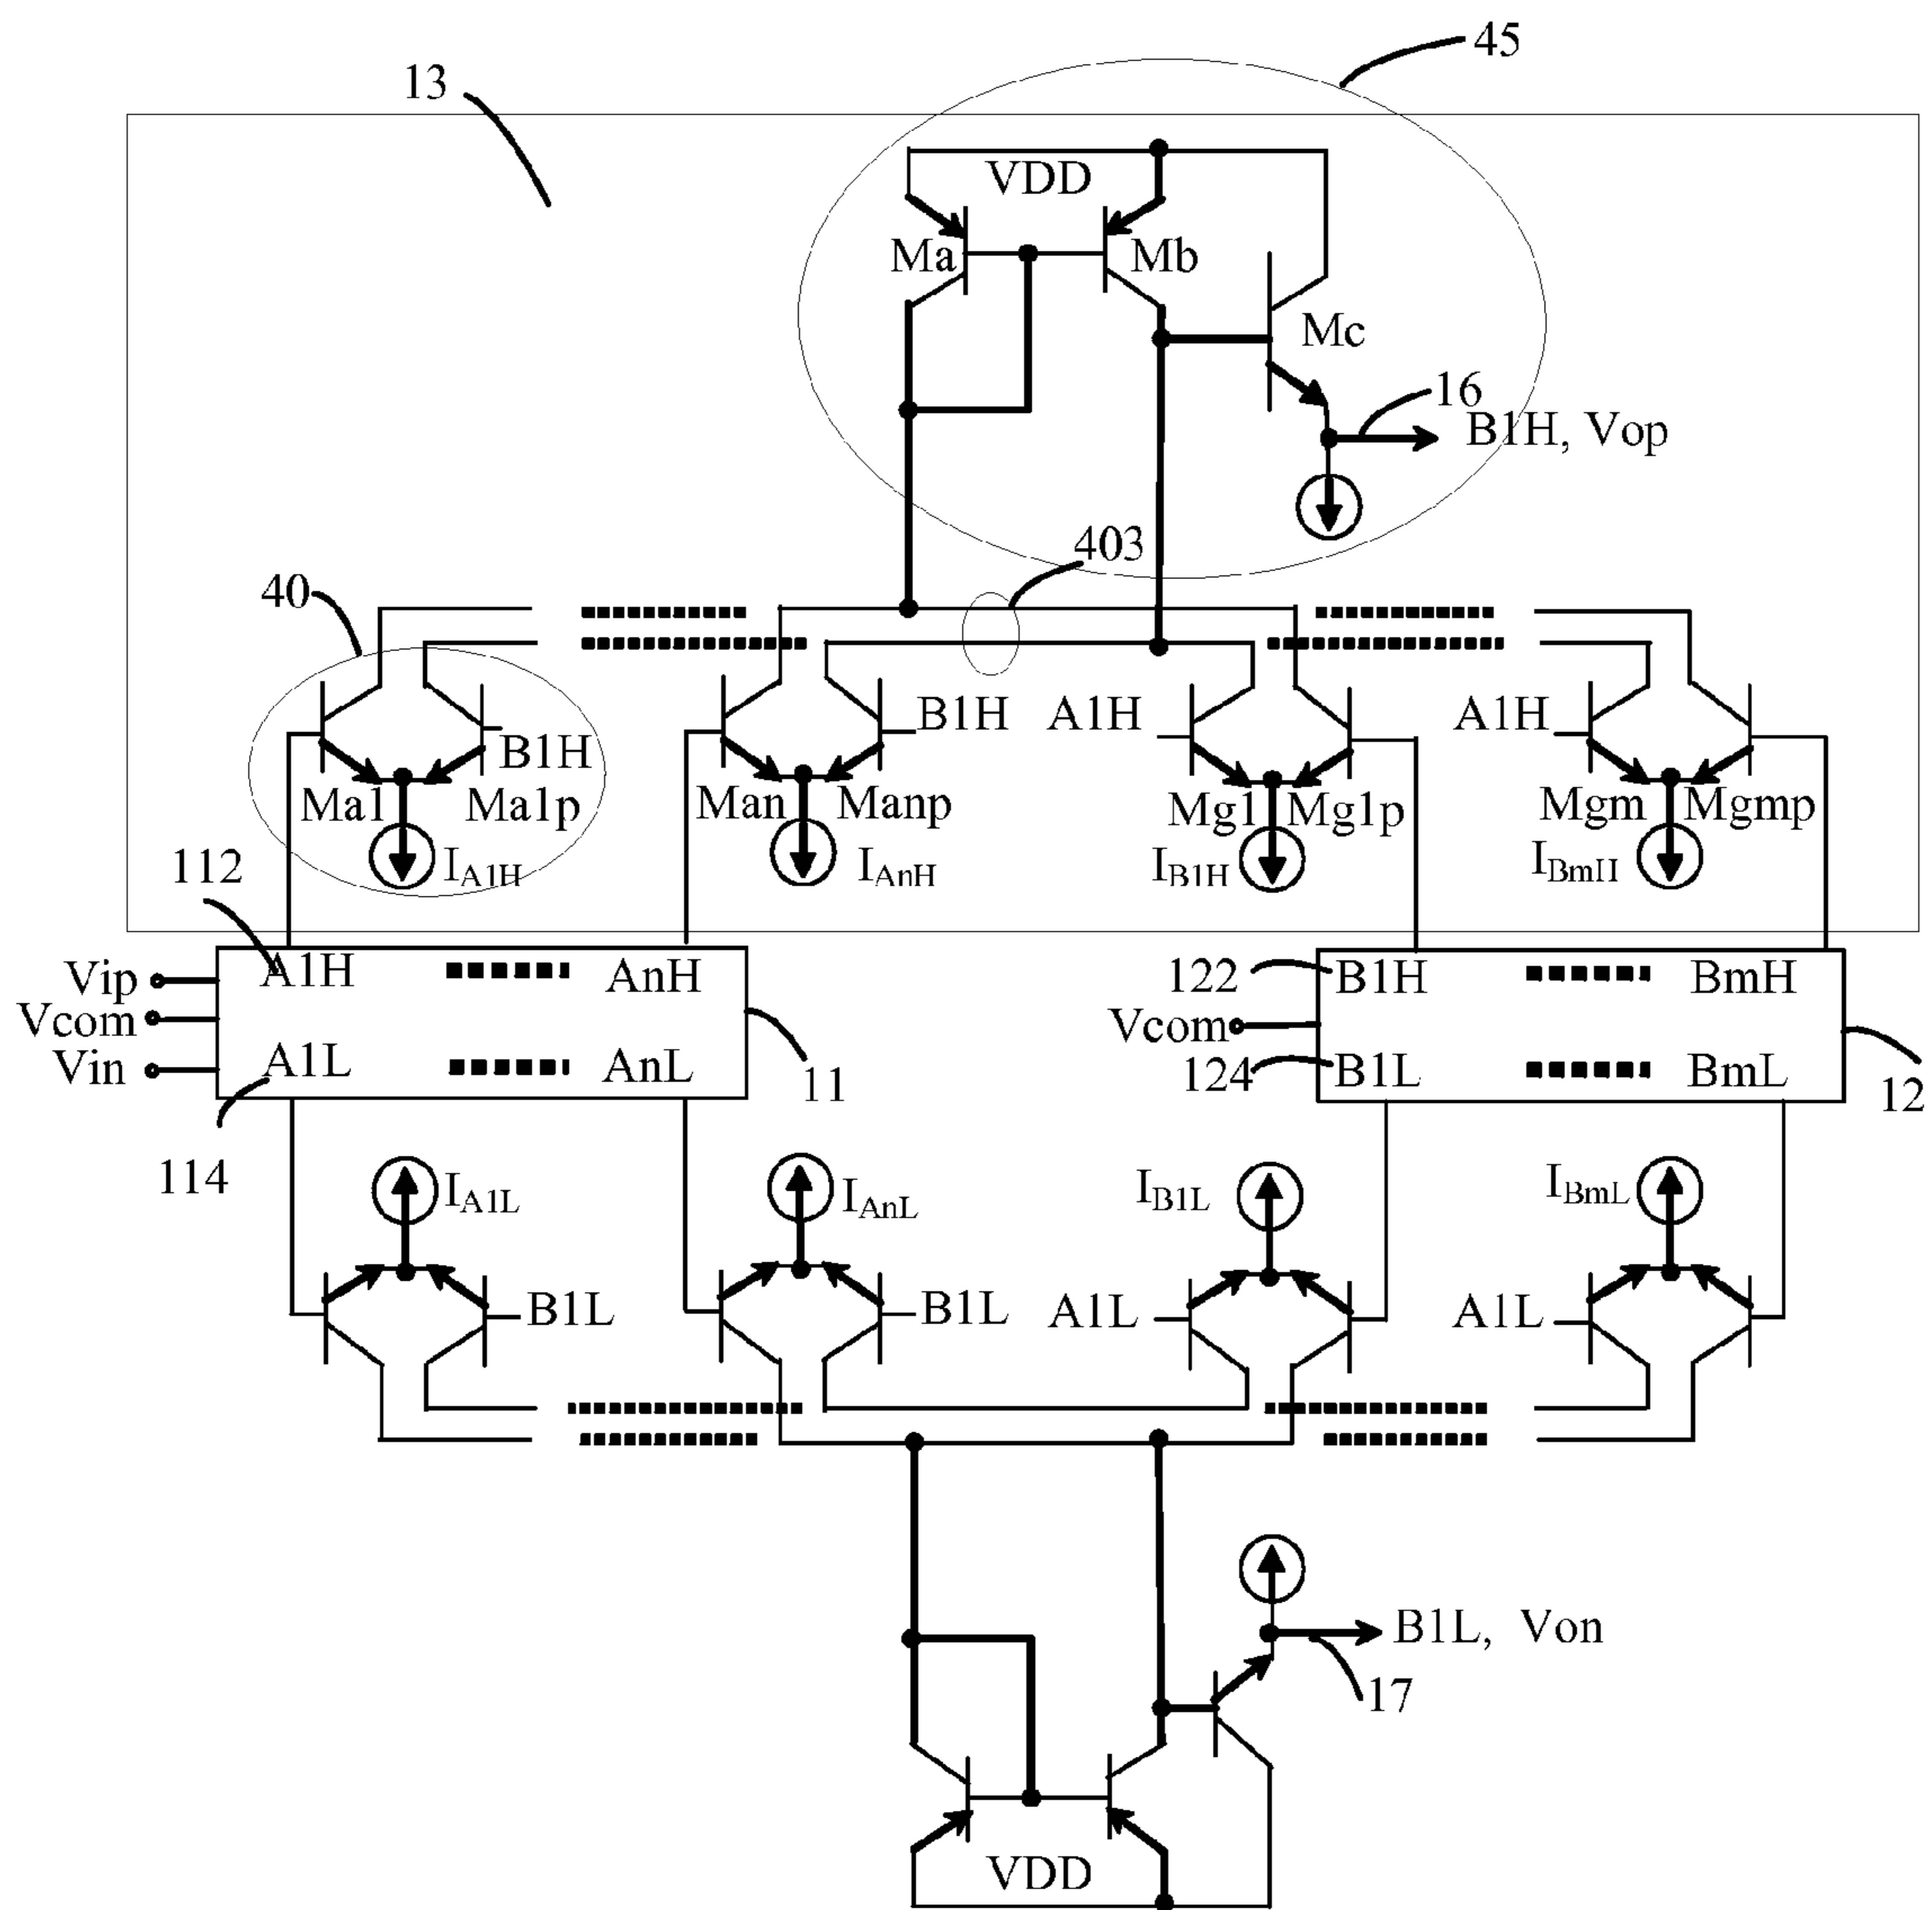 45
13
VDD
Ma
Mb
Mc
16
B1H, Vop
403
40
B1H
B1H
A1H
A1H
Ma1
Ma1p
Man
Manp
Mg1
Mg1p
Mgm
Mgmp
112
IA1H
IAnH
IB1H
IBmH
Vip
A1H
AnH
122
B1H
BmH
Vcom
Vcom
Vin
A1L
AnL
124
B1L
BmL
11
12
114
IA1L
IAnL
IB1L
IBmL
B1L
B1L
A1L
A1L
B1L, Von
17
VDD